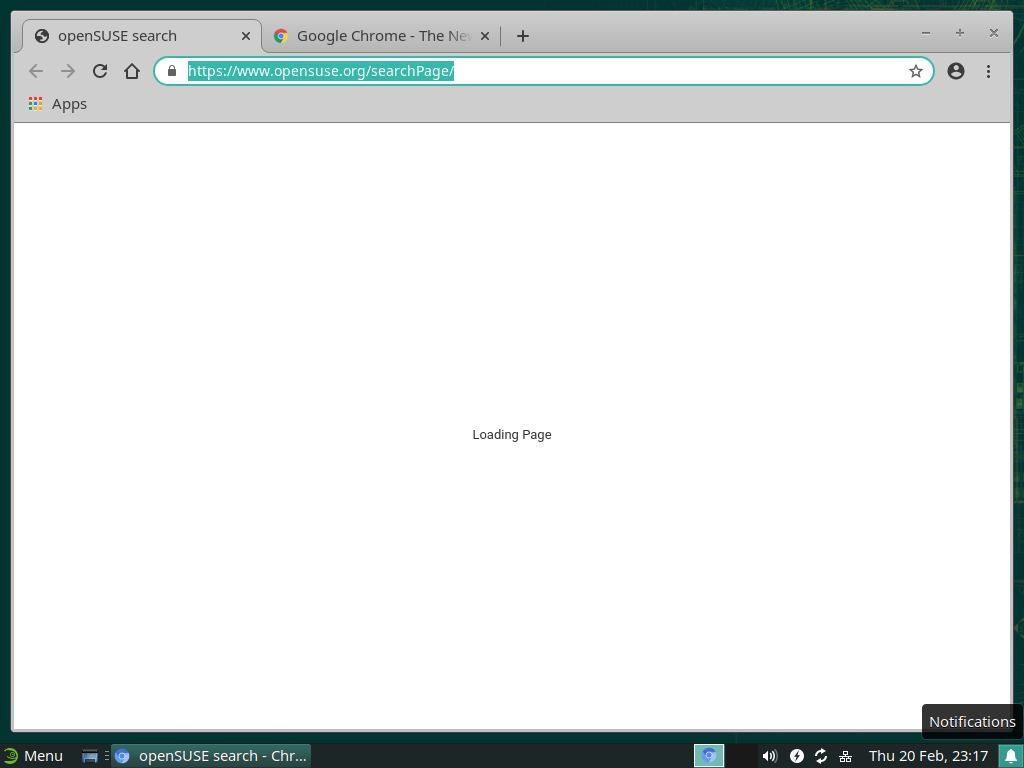 openSUSE search
Google Chrome - The Ne
https://www.opensuse.org/searchPage/
Apps
Loading Page
Notifications
Menu
openSUSE search - Chr...
Thu 20 Feb, 23:17